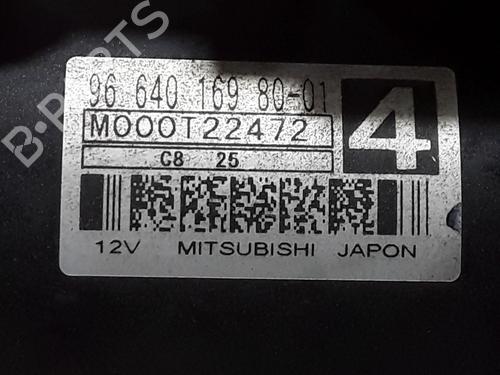 B-PARTS
96 640 169 80-01
M000T22472
C8 25
4
12V MITSUBISHI JAPON